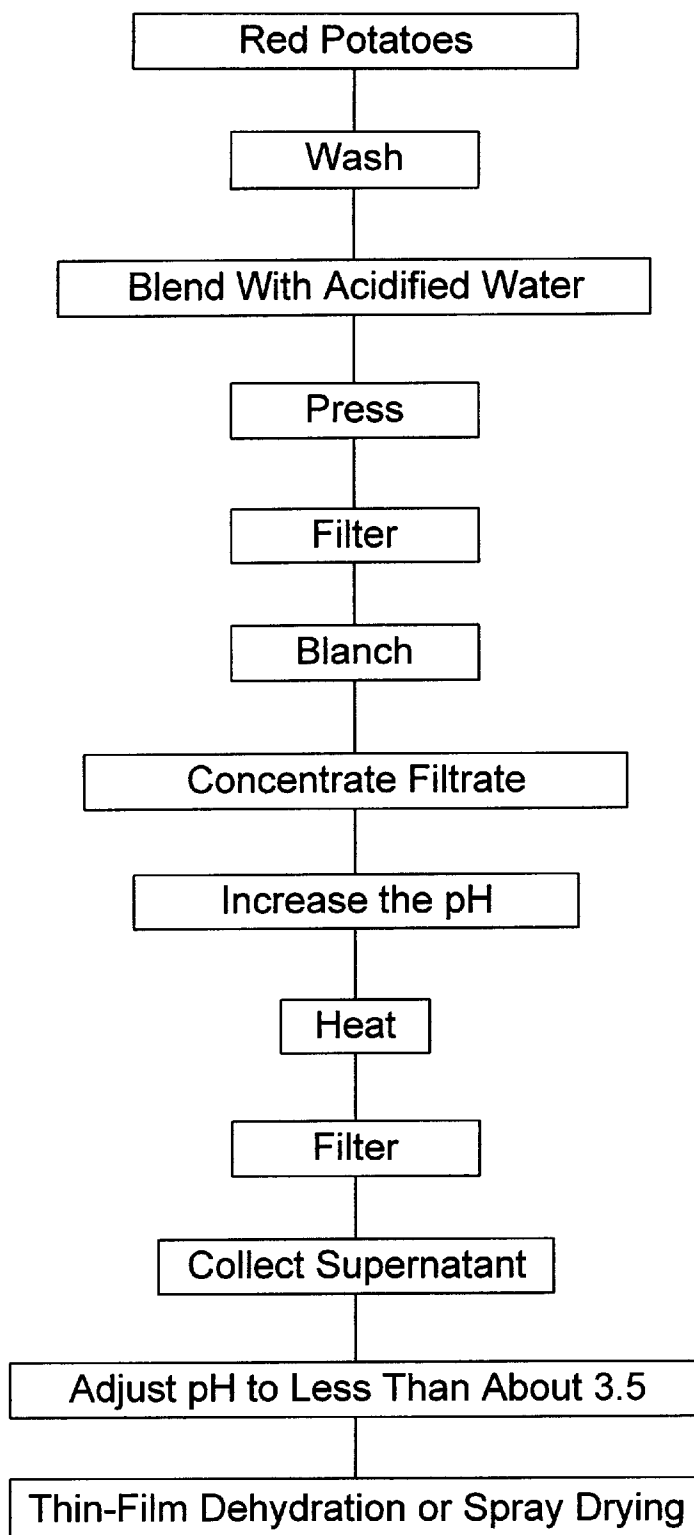 Red Potatoes
Wash
Blend With Acidified Water
Press
Filter
Blanch
Concentrate Filtrate
Increase the pH
Heat
Filter
Collect Supernatant
Adjust pH to Less Than About 3.5
Thin-Film Dehydration or Spray Drying